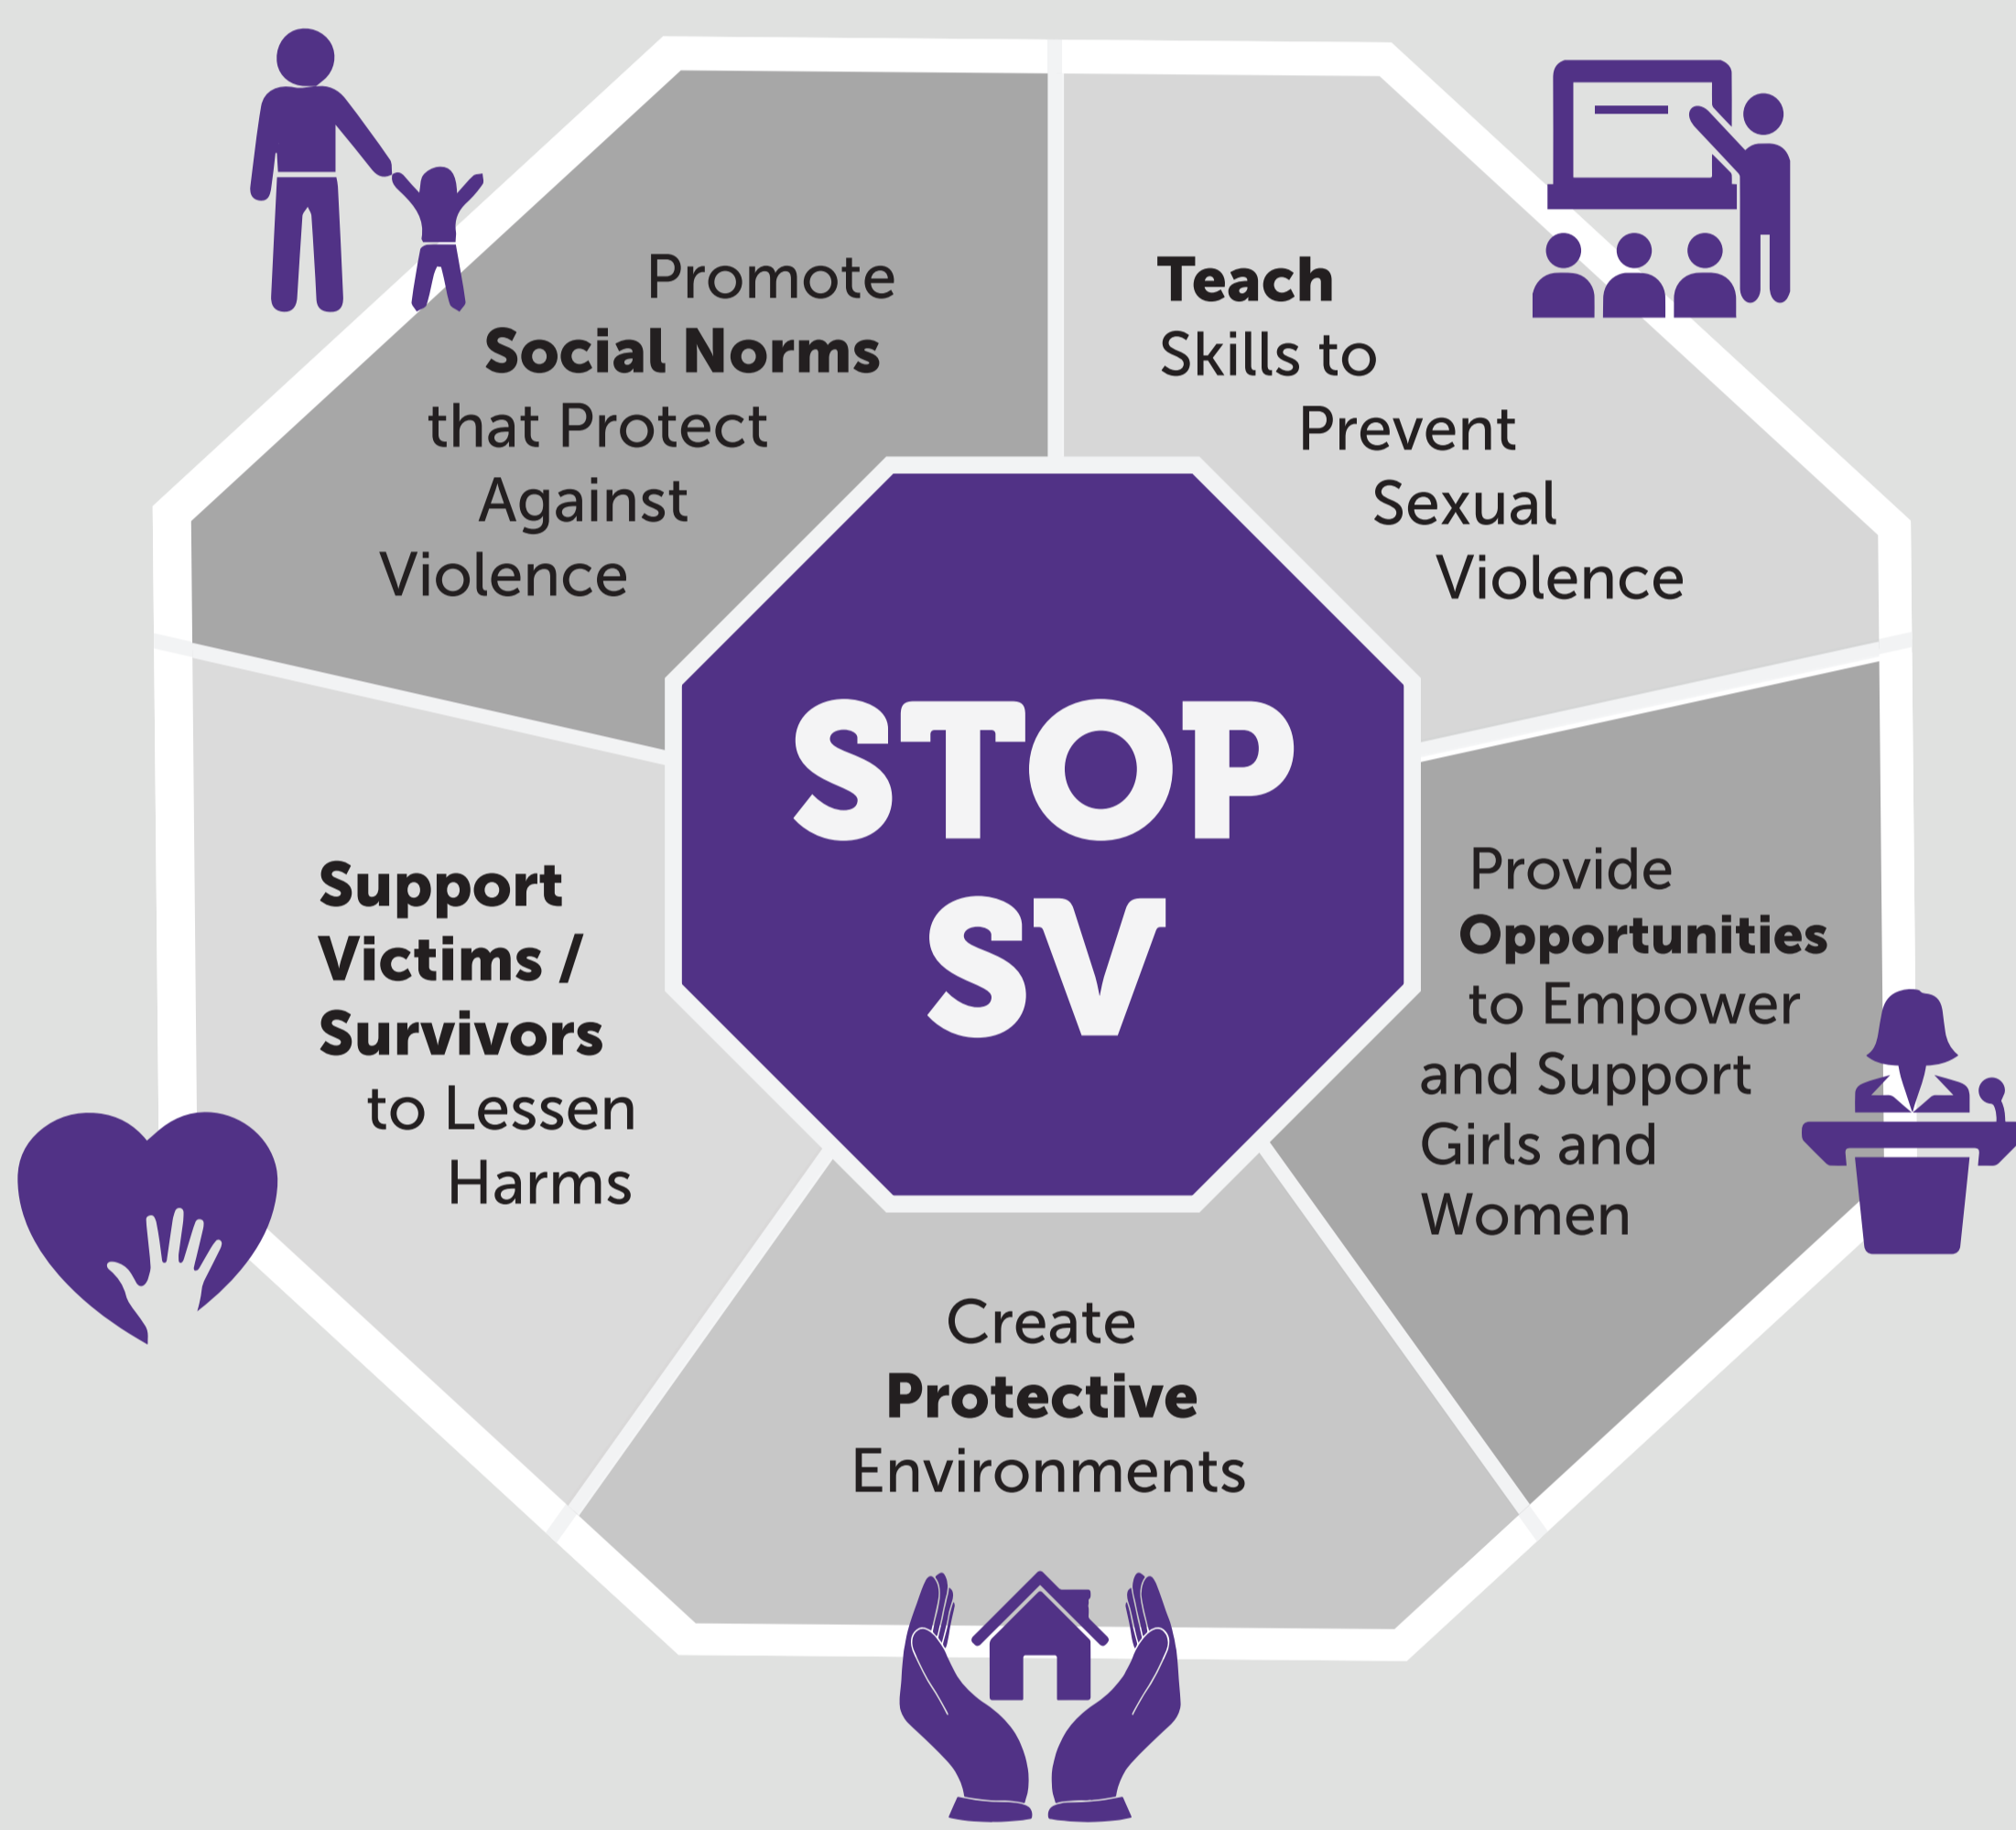 Promote
Social Norms
that Protect
Against
Violence
Teach
Skills to
Prevent
Sexual
Violence
STOP
SV
Support
Victims /
Survivors
to Lessen
Harms
Provide
Opportunities
to Empower
and Support
Girls and
Women
Create
Protective
Environments